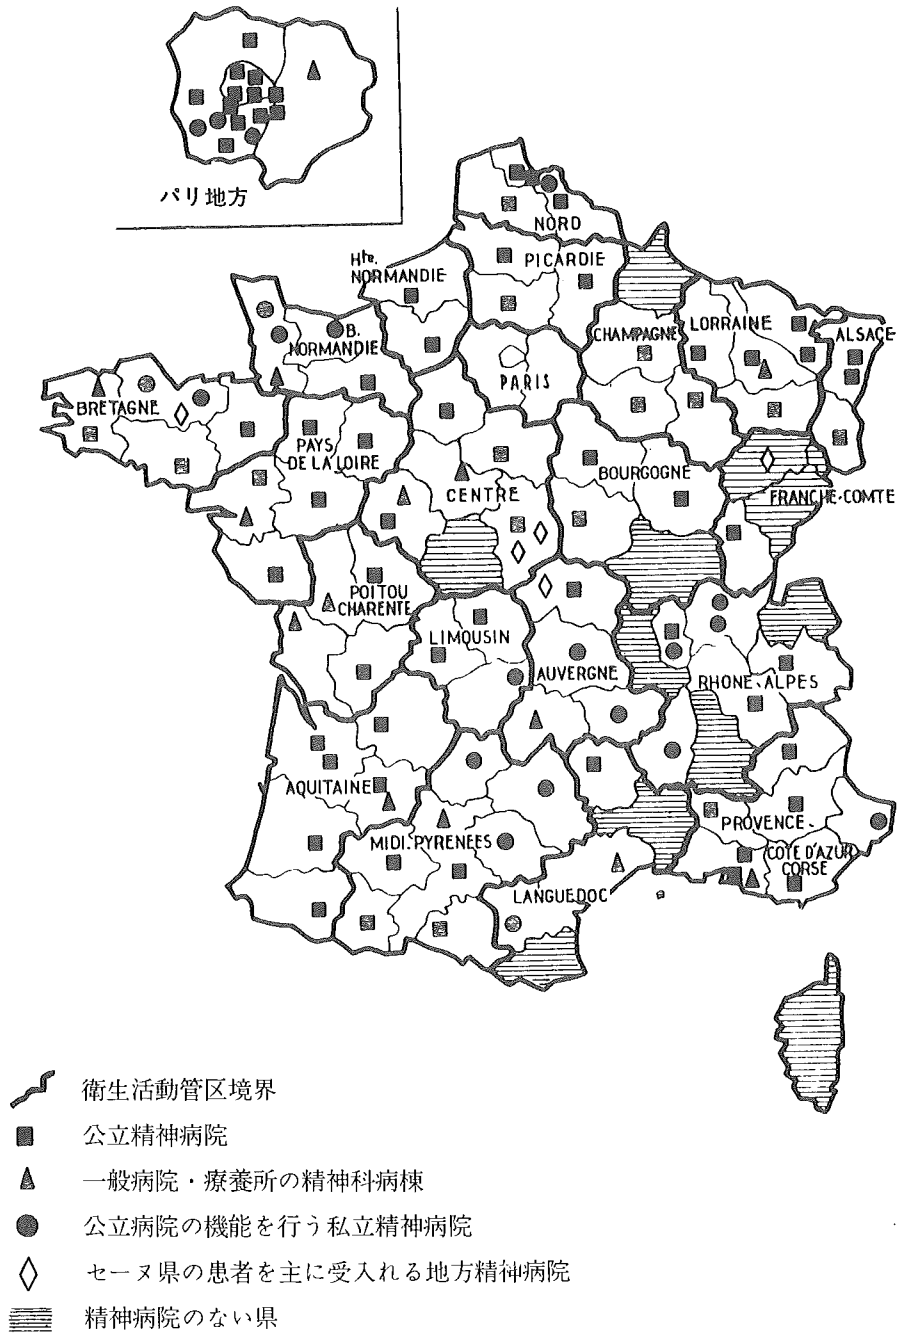 パリ地方
NORD
PICARDIE
Hte.
NORMANDIE
B.
NORMANDIE
CHAMPAGNE
LORRAINE
ALSACE
PARIS
BRETAGNE
PAYS
DE LA LOIRE
CENTRE
BOURGOGNE
FRANCHE-COMTE
POITOU
CHARENTE
LIMOUSIN
AUVERGNE
RHONE-ALPES
AQUITAINE
MIDI-PYRENEES
PROVENCE-
COTE D'AZUR
CORSE
LANGUEDOC
衛生活動管区境界
公立精神病院
一般病院・療養所の精神科病棟
公立病院の機能を行う私立精神病院
セーヌ県の患者を主に受入れる地方精神病院
精神病院のない県